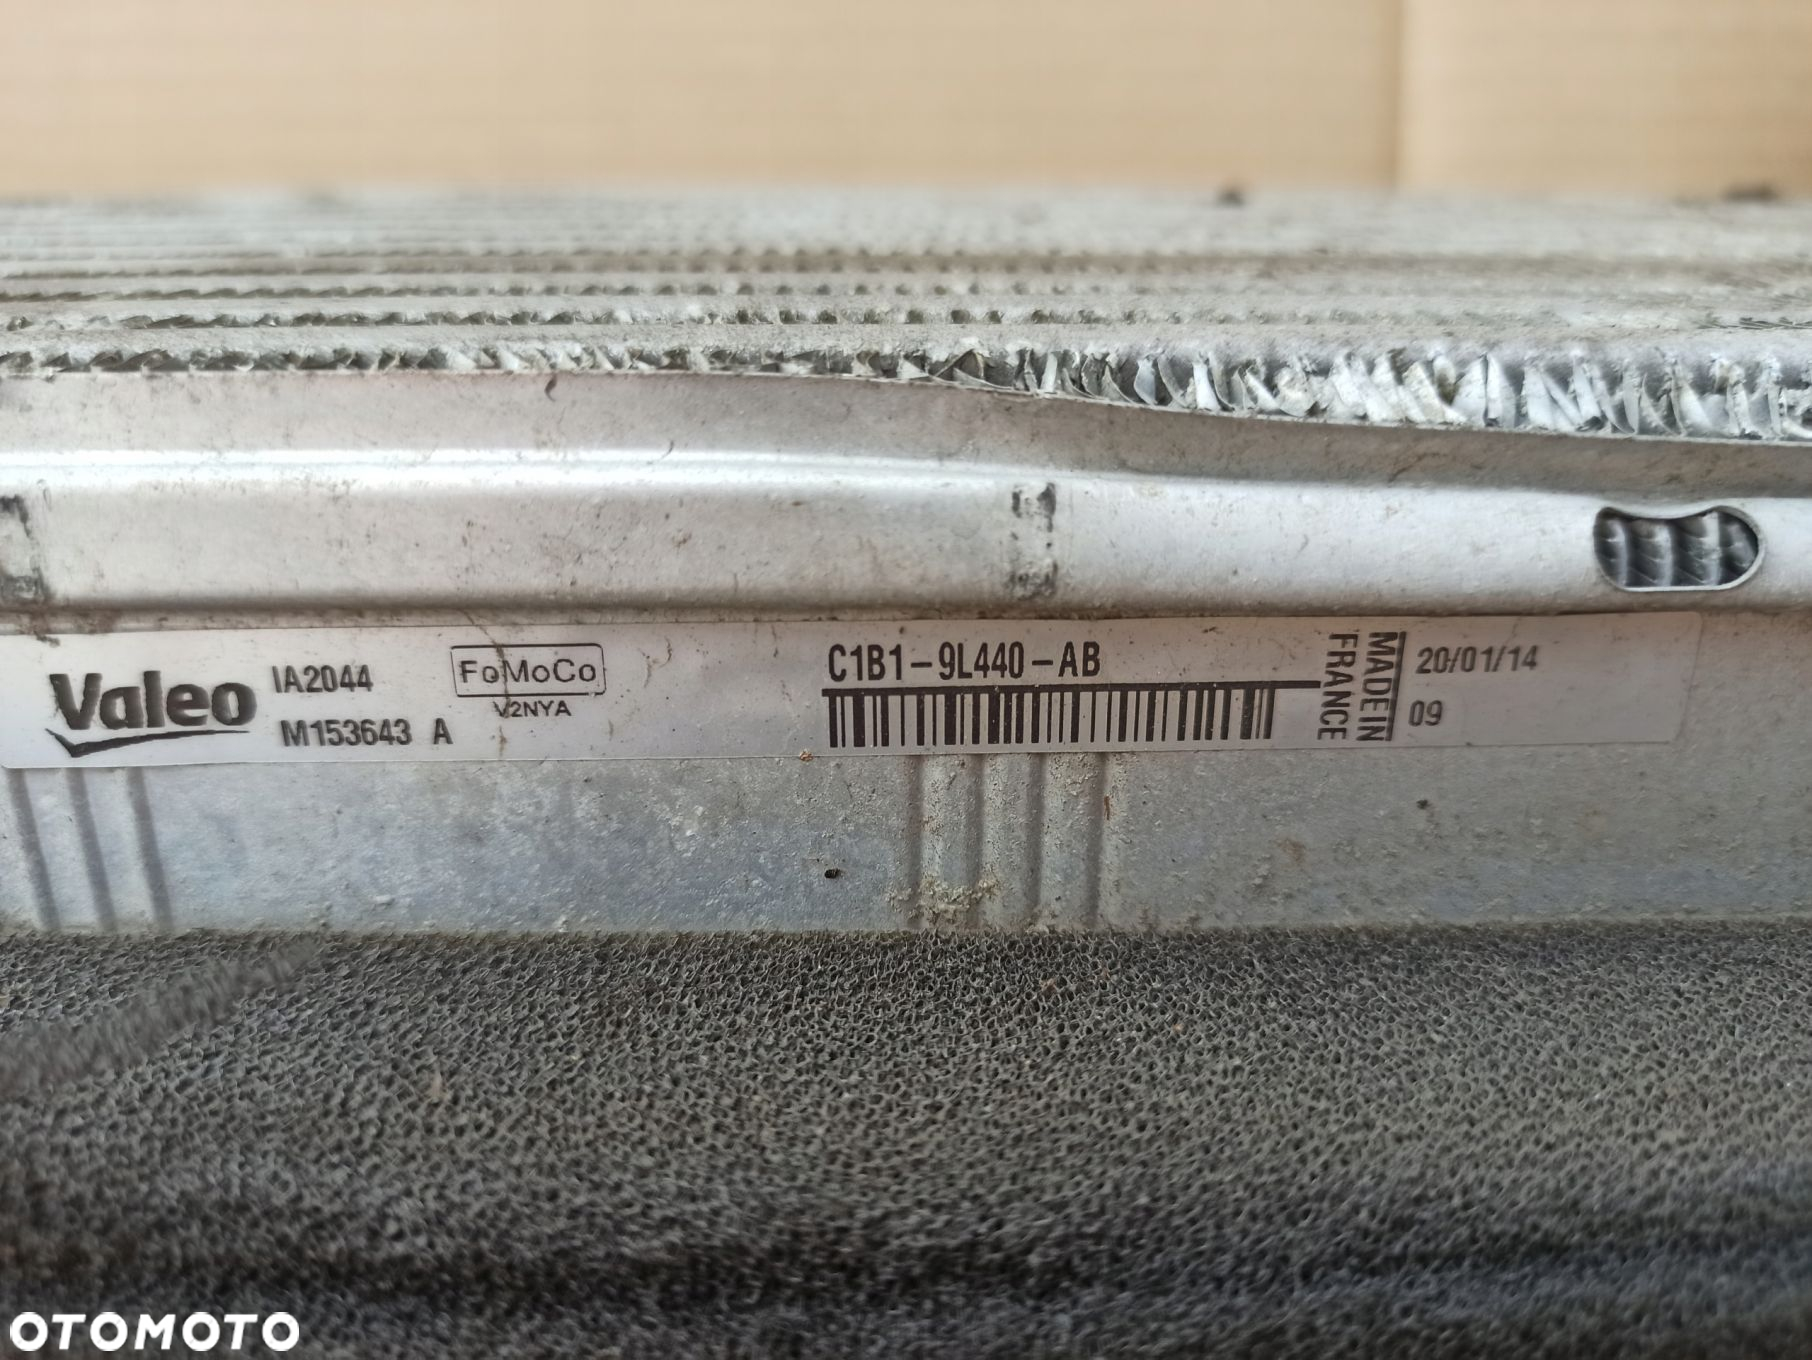 Valeo
IA2044
M153643 A
FoMoCo
V2NYA
C1B1-9L440-AB
MADE IN
FRANCE
20/01/14
09
OTOMOTO